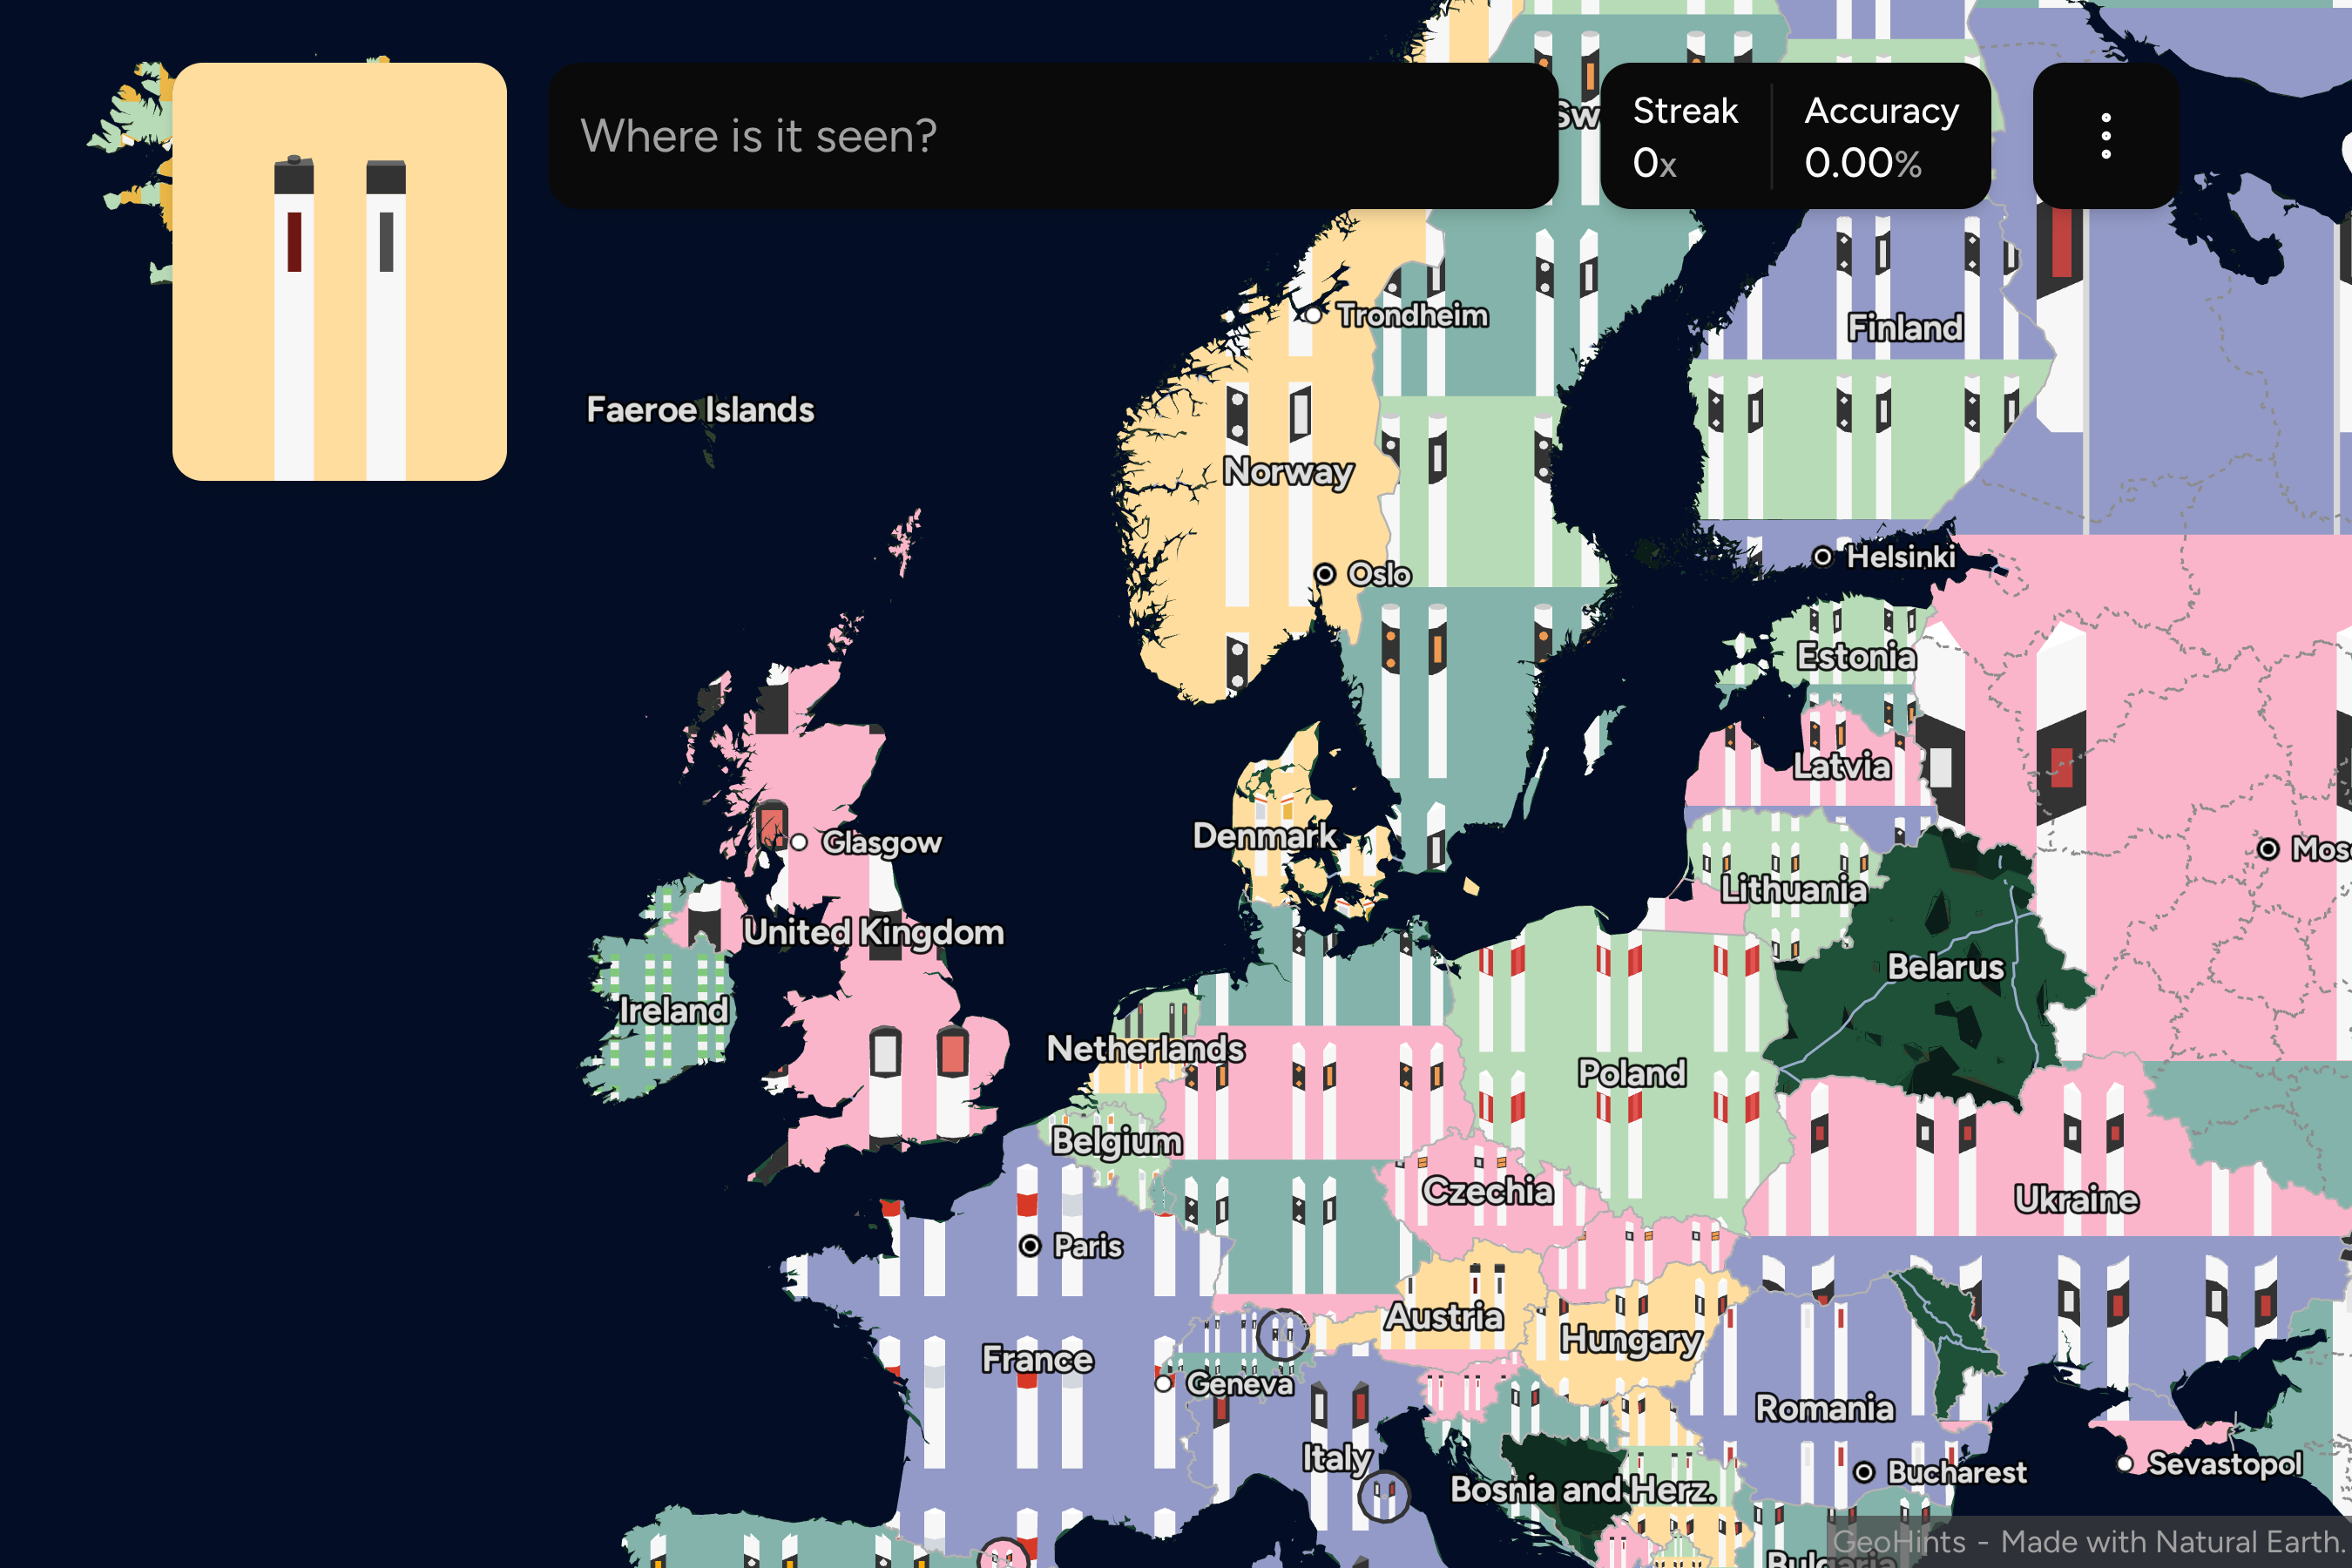 Where is it seen?
Streak
0x
Accuracy
0.00%
Sw
Trondheim
Finland
Faeroe Islands
Norway
Oslo
Helsinki
Estonia
Latvia
Denmark
Glasgow
Mosc
Lithuania
United Kingdom
Belarus
Ireland
Netherlands
Poland
Belgium
Czechia
Ukraine
Paris
Austria
Hungary
France
Geneva
Romania
Italy
Bosnia and Herz.
Bucharest
Sevastopol
Bulgaria
GeoHints - Made with Natural Earth.